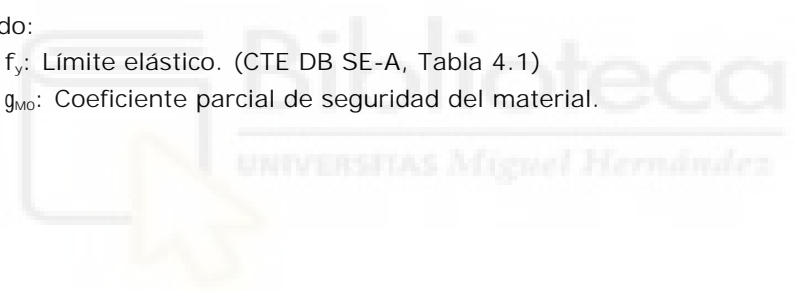 do:
fy: Límite elástico. (CTE DB SE-A, Tabla 4.1)
gM0: Coeficiente parcial de seguridad del material.
Biblioteca
UNIVERSITAS Miguel Hernández